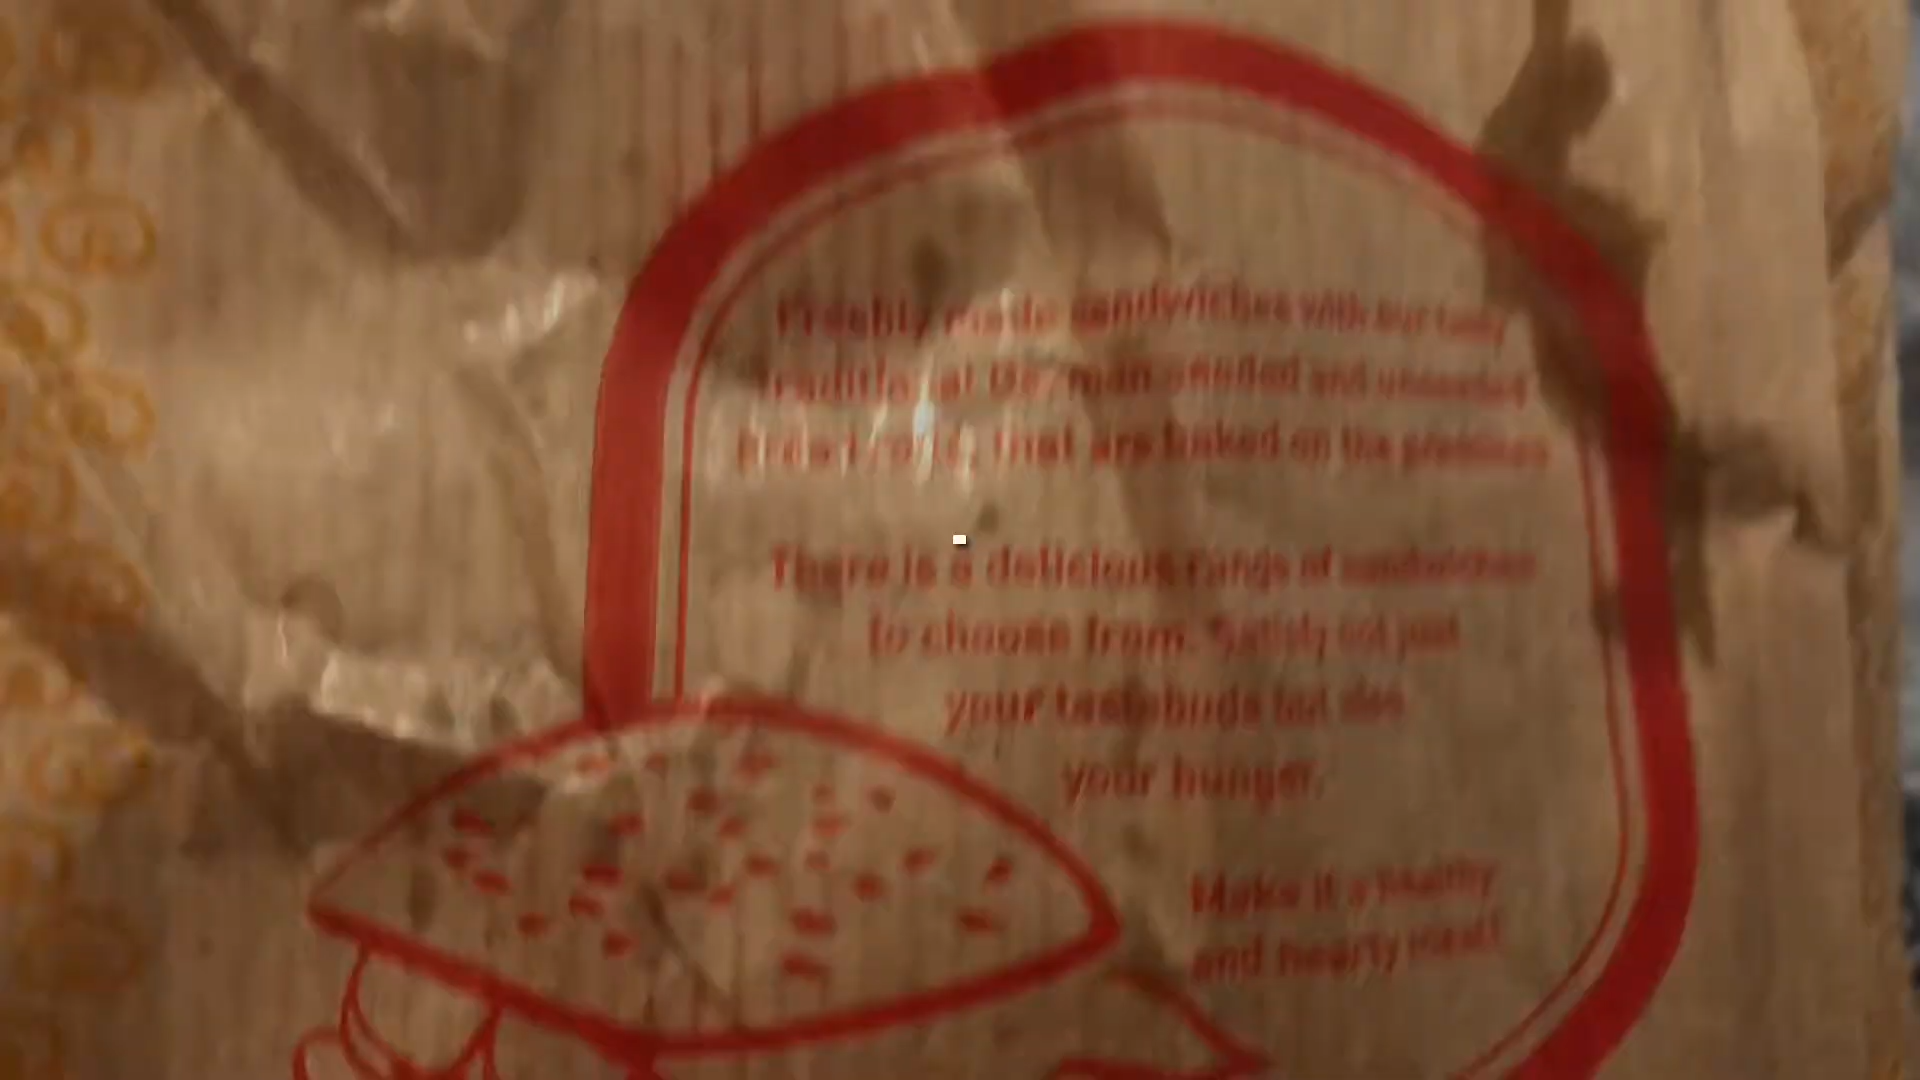 Freshly made sandwiches with our tasty
traditional German seeded and unseeded
bread rolls, that are baked on the premises
There is a delicious range of sandwiches
to choose from. Satisfy not just
your tastebuds but also
your hunger.
Make it a healthy
and hearty meal!